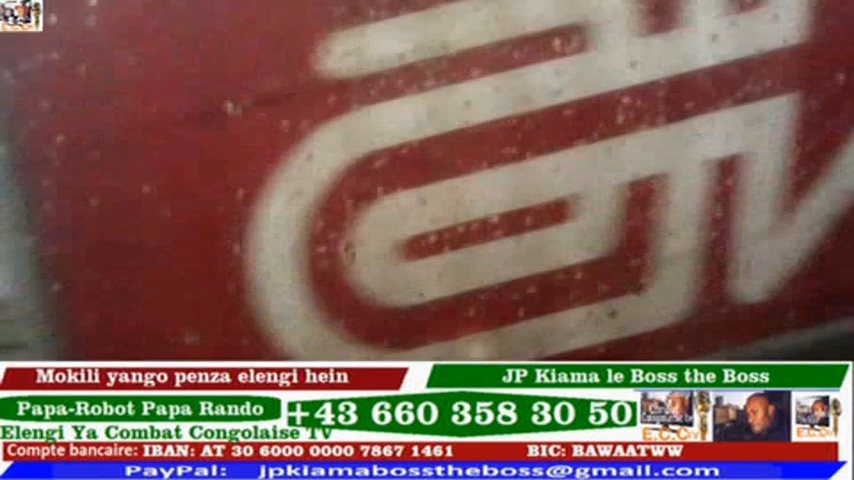 Mokili yango penza elengi hein
JP Kiama le Boss the Boss
Papa-Robot Papa Rando
+43 660 358 30 50
Elengi Ya Combat Congolaise TV
Compte bancaire: IBAN: AT 30 6000 0000 7867 1461 BIC: BAWAATWW
PayPal: jpkiamabosstheboss@gmail.com